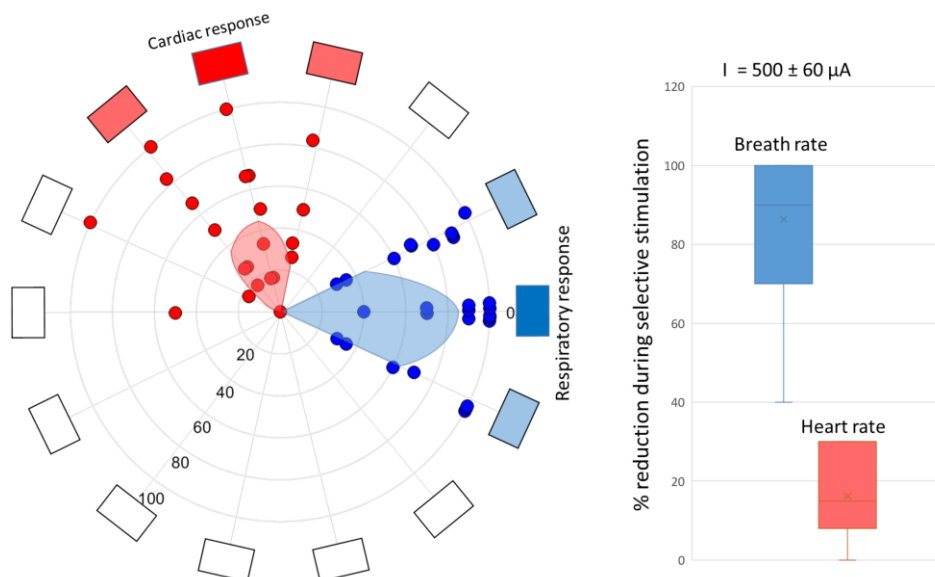 Cardiac response
Respiratory response
0
20
40
60
80
100
I = 500 ± 60 µA
% reduction during selective stimulation
120
100
80
60
40
20
0
Breath rate
Heart rate